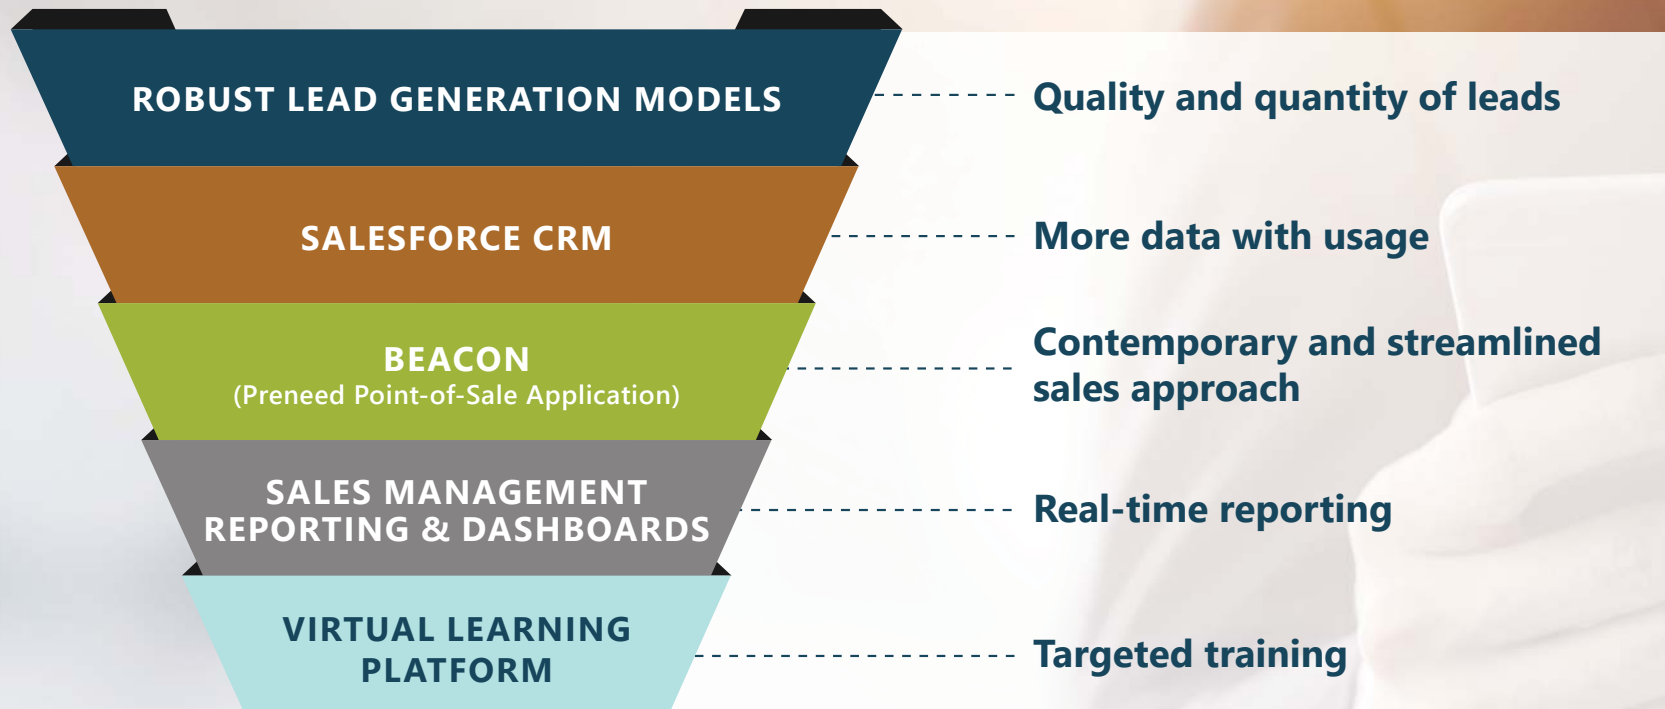 ROBUST LEAD GENERATION MODELS
Quality and quantity of leads
SALESFORCE CRM
More data with usage
BEACON
(Preneed Point-of-Sale Application)
Contemporary and streamlined
sales approach
SALES MANAGEMENT
REPORTING & DASHBOARDS
Real-time reporting
VIRTUAL LEARNING
PLATFORM
Targeted training